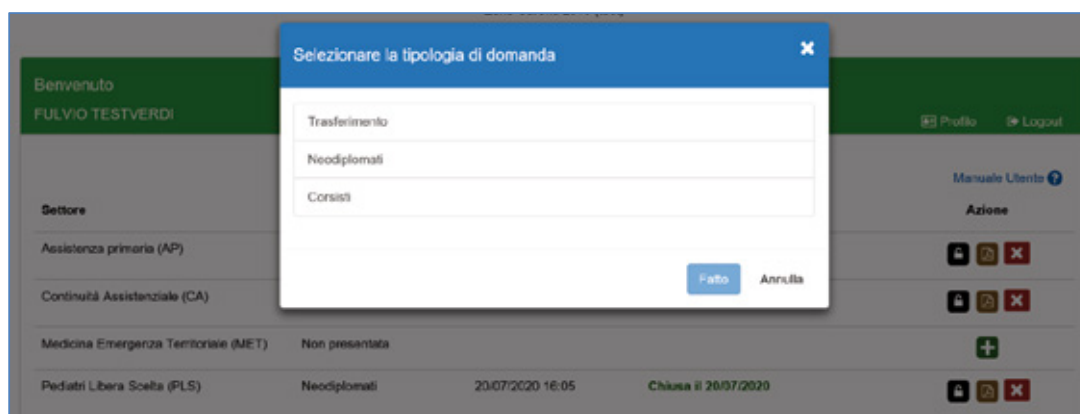 Selezionare la tipologia di domanda
Benvenuto
FULVIO TESTVERDI
Profilo Logout
Trasferimento
Neodiplomati
Corsisti
Manuale Utente
Settore Azione
Assistenza primaria (AP)
Fatto Annulla
Continuità Assistenziale (CA)
Medicina Emergenza Territoriale (MET) Non presentata
Pediatri Libera Scelta (PLS) Neodiplomati 20/07/2020 16:05 Chiusa il 20/07/2020